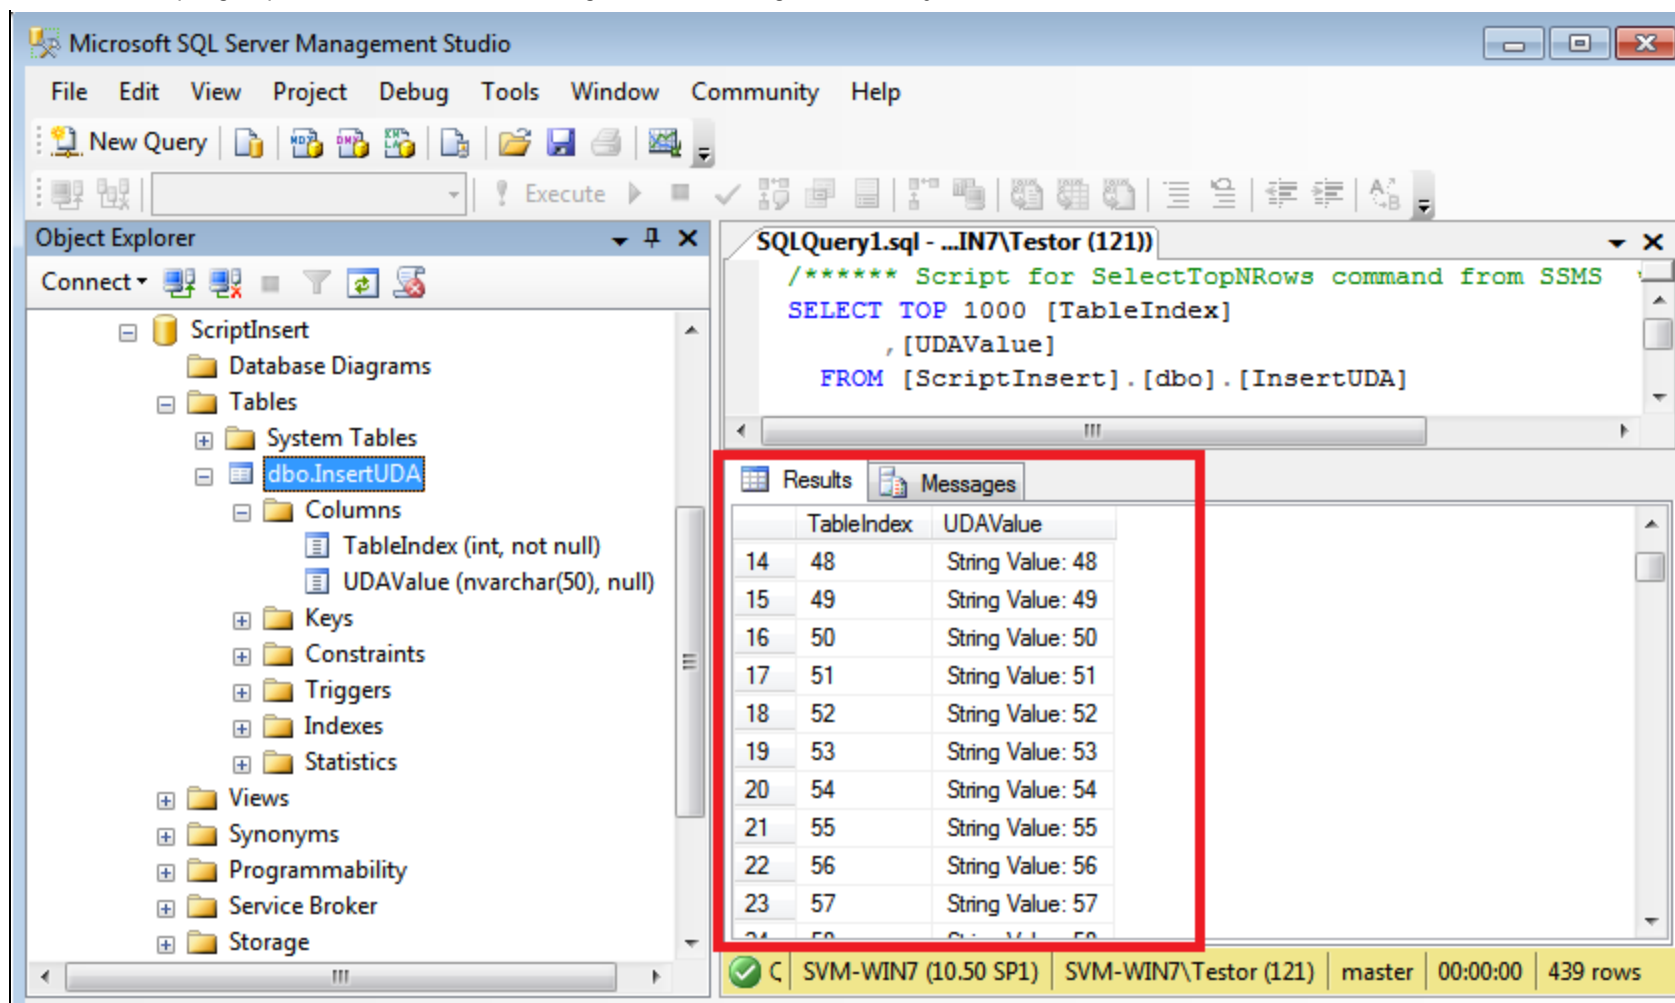 Microsoft SQL Server Management Studio
File Edit View Project Debug Tools Window Community Help
New Query
Execute
Object Explorer
Connect
ScriptInsert
Database Diagrams
Tables
System Tables
dbo.InsertUDA
Columns
TableIndex (int, not null)
UDAValue (nvarchar(50), null)
Keys
Constraints
Triggers
Indexes
Statistics
Views
Synonyms
Programmability
Service Broker
Storage
SQLQuery1.sql - ...IN7\Testor (121))
/****** Script for SelectTopNRows command from SSMS
SELECT TOP 1000 [TableIndex]
,[UDAValue]
FROM [ScriptInsert].[dbo].[InsertUDA]
Results Messages
TableIndex UDAValue
14 48 String Value: 48
15 49 String Value: 49
16 50 String Value: 50
17 51 String Value: 51
18 52 String Value: 52
19 53 String Value: 53
20 54 String Value: 54
21 55 String Value: 55
22 56 String Value: 56
23 57 String Value: 57
SVM-WIN7 (10.50 SP1) SVM-WIN7\Testor (121) master 00:00:00 439 rows